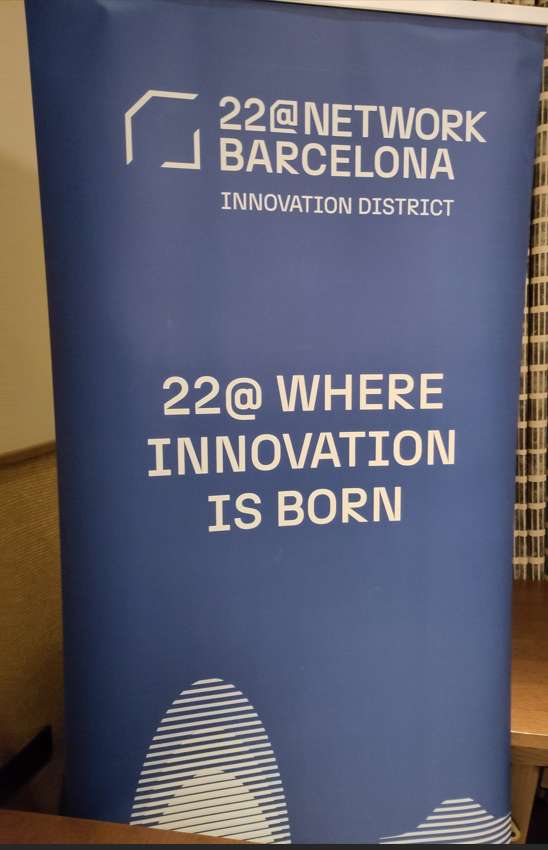 22@NETWORK
BARCELONA
INNOVATION DISTRICT
22@ WHERE
INNOVATION
IS BORN